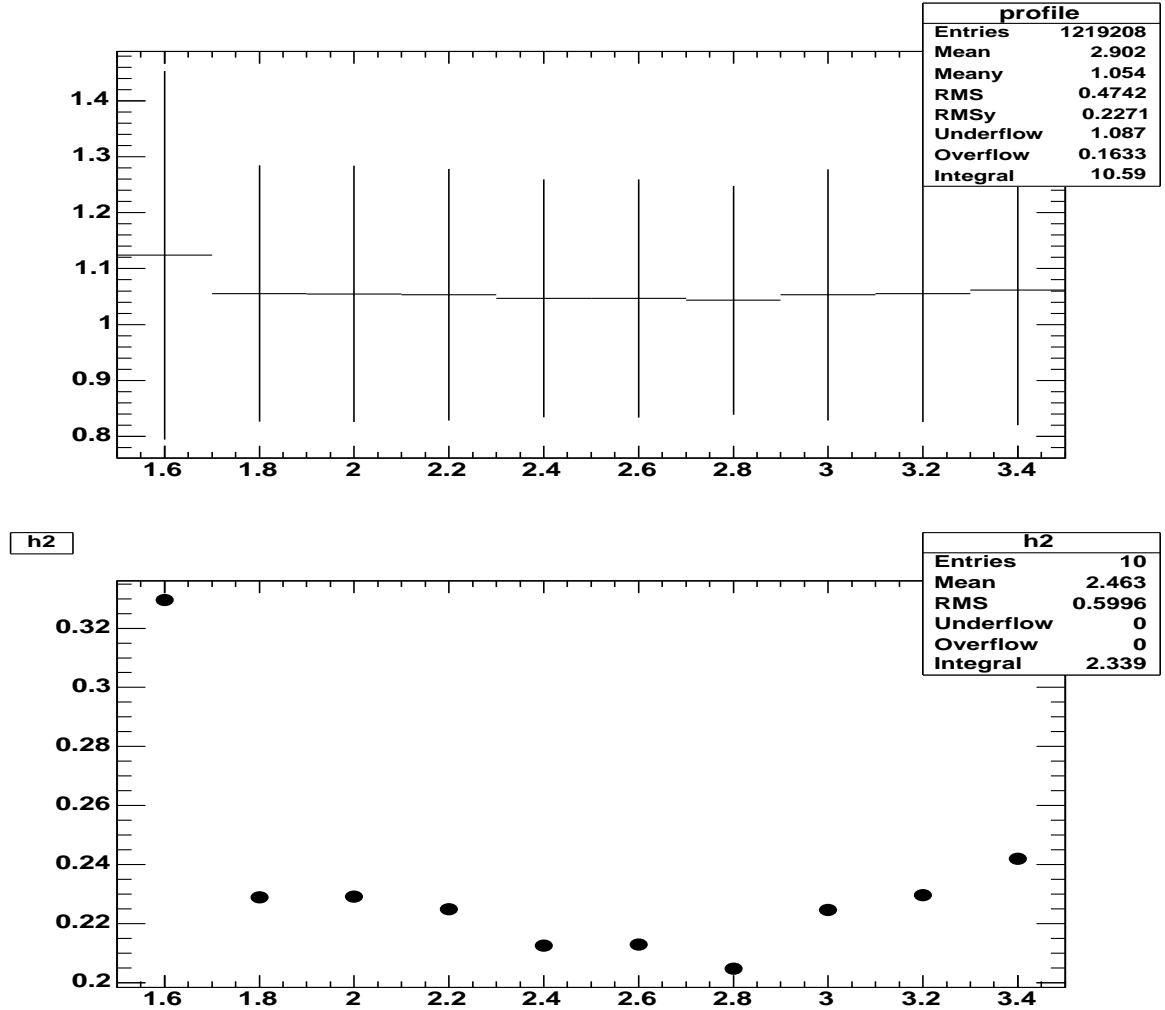 profile
Entries 1219208
Mean 2.902
Meany 1.054
RMS 0.4742
RMSy 0.2271
Underflow 1.087
Overflow 0.1633
Integral 10.59
1.4
1.3
1.2
1.1
1
0.9
0.8
1.6 1.8 2 2.2 2.4 2.6 2.8 3 3.2 3.4
h2
h2
Entries 10
Mean 2.463
RMS 0.5996
Underflow 0
Overflow 0
Integral 2.339
0.32
0.3
0.28
0.26
0.24
0.22
0.2
1.6 1.8 2 2.2 2.4 2.6 2.8 3 3.2 3.4